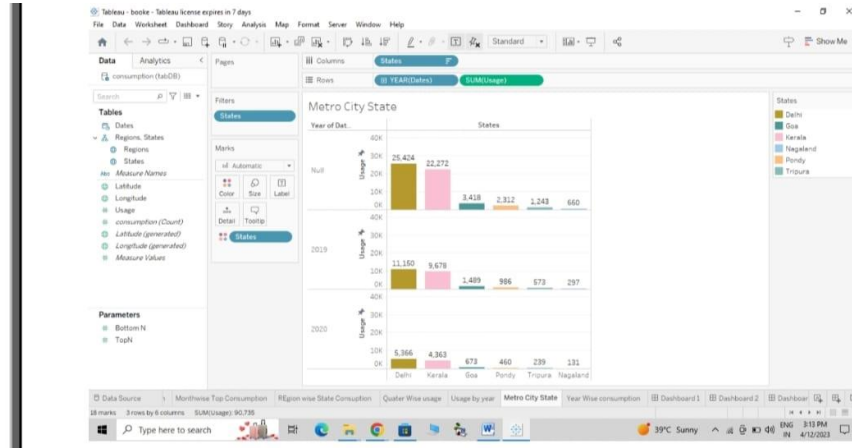 Tableau - booke - Tableau license expires in 7 days
File Data Worksheet Dashboard Story Analysis Map Format Server Window Help
Standard
Show Me
Data Analytics
Pages
Columns States
consumption (tabDB)
Rows YEAR(Dates) SUM(Usage)
Search
Tables
Dates
Regions, States
Regions
States
Measure Names
Latitude
Longitude
Usage
consumption (Count)
Latitude (generated)
Longitude (generated)
Measure Values
Parameters
Bottom N
TopN
Filters
States
Marks
Automatic
Color Size Label
Detail Tooltip
States
Metro City State
Year of Dat.. States
Null
Usage
40K
30K
20K
10K
0K
25,424 22,272 3,418 2,312 1,243 660
2019
Usage
40K
30K
20K
10K
0K
11,150 9,678 1,489 986 573 297
2020
Usage
40K
30K
20K
10K
0K
5,366 4,363 673 460 239 131
Delhi Kerala Goa Pondy Tripura Nagaland
States
Delhi
Goa
Kerala
Nagaland
Pondy
Tripura
Data Source Monthwise Top Consumption REgion wise State Consuption Quater Wise usage Usage by year Metro City State Year Wise consumption Dashboard 1 Dashboard 2 Dashboar
18 marks 3 rows by 6 columns SUM(Usage): 90,735
Type here to search
39°C Sunny
ENG
IN
3:13 PM
4/12/2023